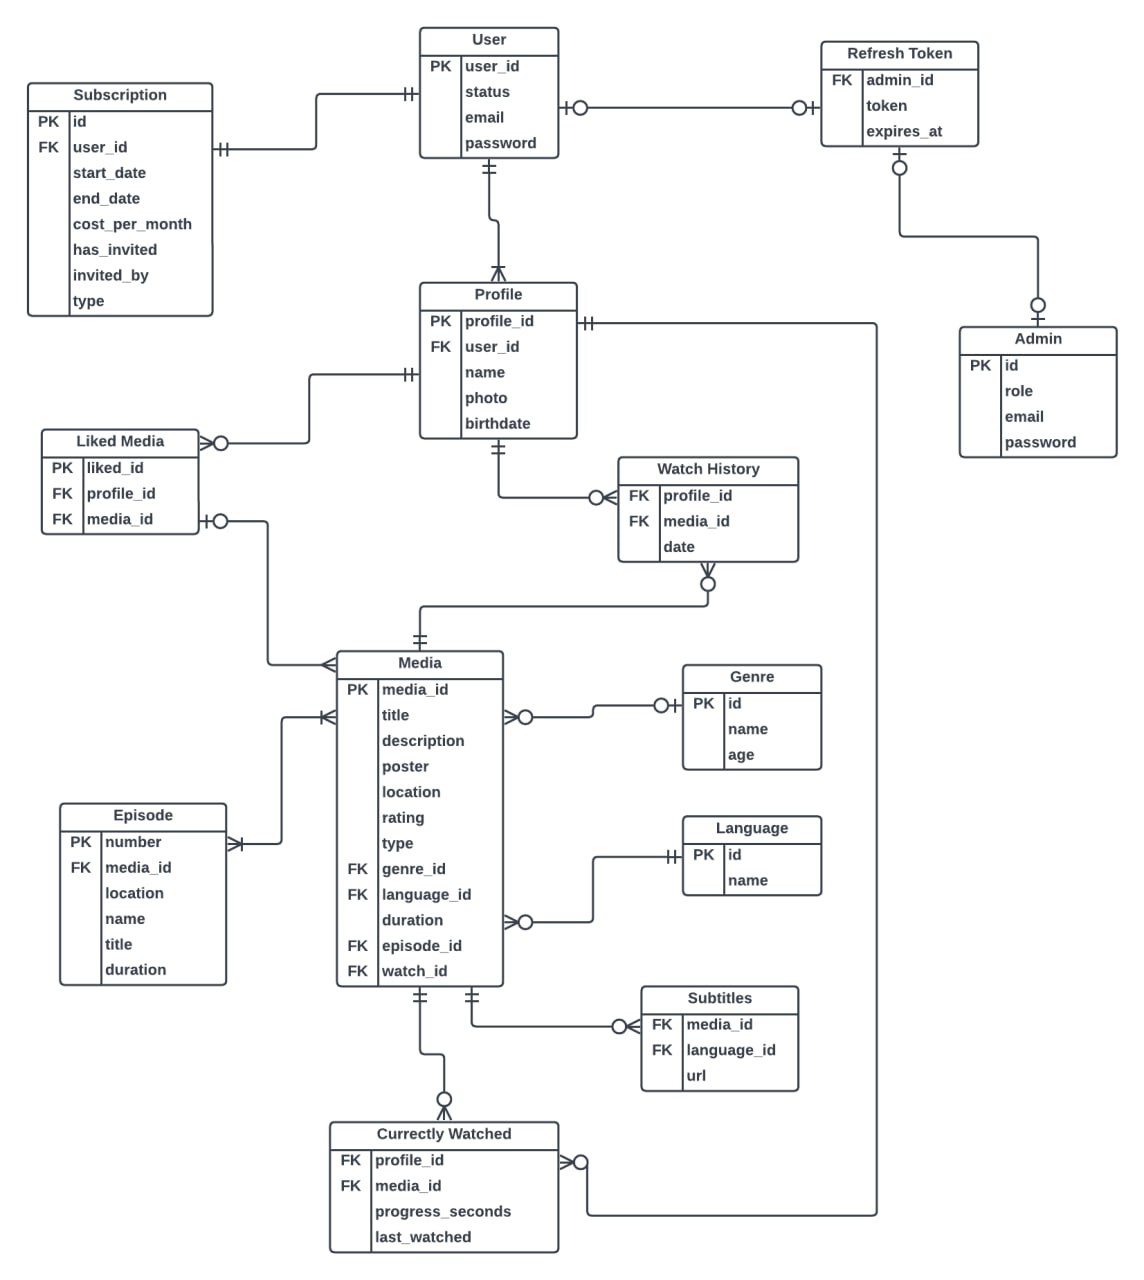 User
PK user_id
status
email
password
Refresh Token
FK admin_id
token
expires_at
Subscription
PK id
FK user_id
start_date
end_date
cost_per_month
has_invited
invited_by
type
Profile
PK profile_id
FK user_id
name
photo
birthdate
Admin
PK id
role
email
password
Liked Media
PK liked_id
FK profile_id
FK media_id
Watch History
FK profile_id
FK media_id
date
Media
PK media_id
title
description
poster
location
rating
type
FK genre_id
FK language_id
duration
FK episode_id
FK watch_id
Genre
PK id
name
age
Episode
PK number
FK media_id
location
name
title
duration
Language
PK id
name
Subtitles
FK media_id
FK language_id
url
Currectly Watched
FK profile_id
FK media_id
progress_seconds
last_watched